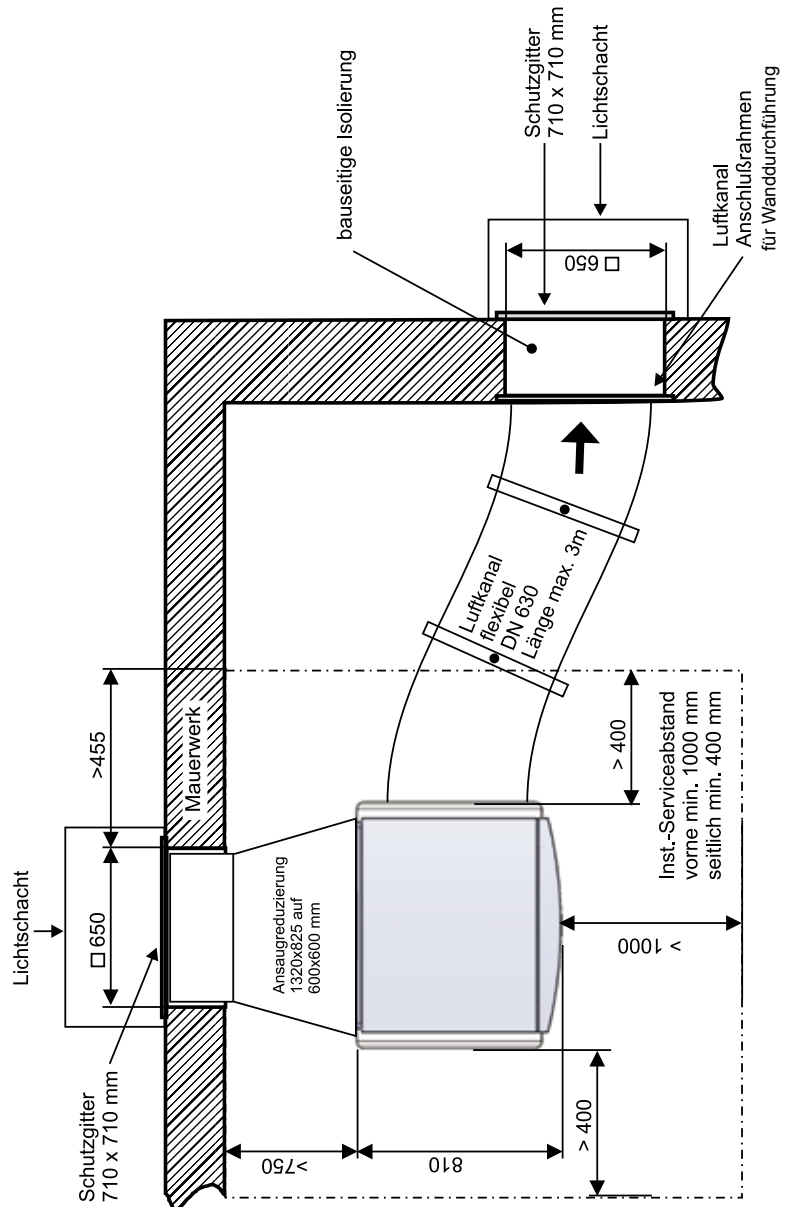 Lichtschacht
Schutzgitter
710 x 710 mm
□ 650
>455
Mauerwerk
Ansaugreduzierung
1320x825 auf
600x600 mm
>750
810
> 400
> 1000
> 400
Inst.-Serviceabstand
vorne min. 1000 mm
seitlich min. 400 mm
Luftkanal
flexibel
DN 630
Länge max. 3m
bauseitige Isolierung
Schutzgitter
710 x 710 mm
Lichtschacht
□ 650
Luftkanal
Anschlußrahmen
für Wanddurchführung